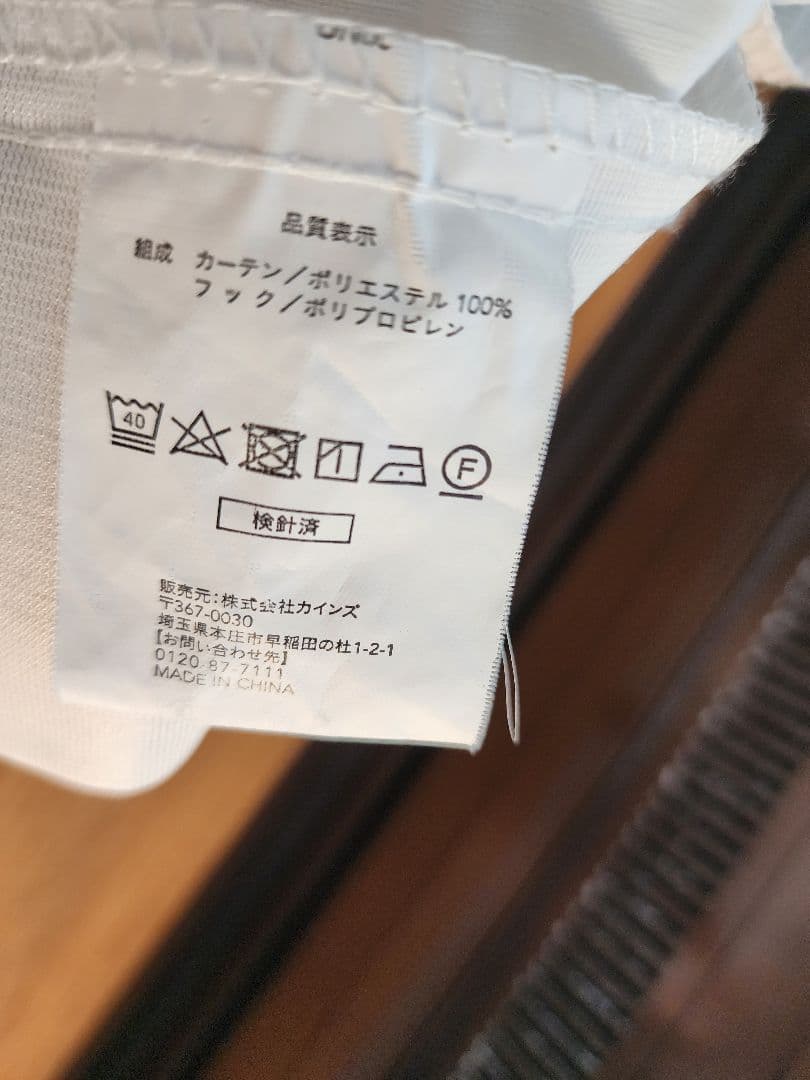 品質表示
組成 カーテン/ポリエステル 100%
フック/ポリプロピレン
40 F
検針済
販売元:株式会社カインズ
〒367-0030
埼玉県本庄市早稲田の杜1-2-1
【お問い合わせ先】
0120-87-7111
MADE IN CHINA